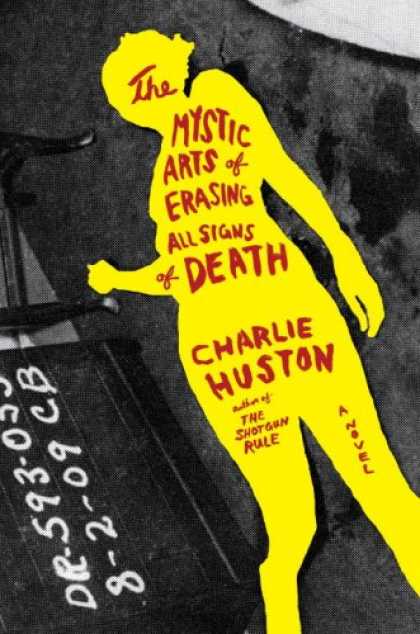 The
MYSTIC
ARTS of
ERASING
ALL SIGNS
of DEATH
CHARLIE
HUSTON
author of
THE
SHOTGUN
RULE
A NOVEL
DR-593-059
8-2-09 CB